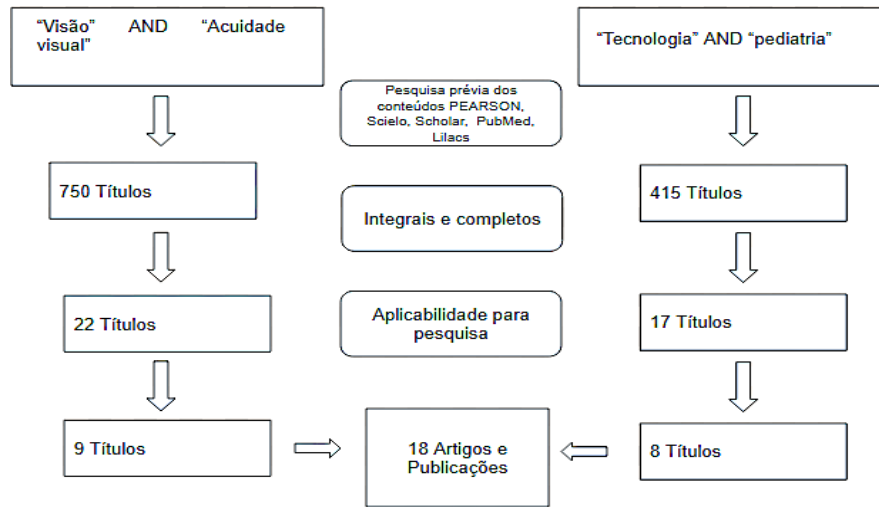 “Visão” AND “Acuidade
visual”
“Tecnologia” AND “pediatria”
Pesquisa prévia dos
conteúdos PEARSON,
Scielo, Scholar, PubMed,
Lilacs
750 Títulos
415 Títulos
Integrais e completos
22 Títulos
Aplicabilidade para
pesquisa
17 Títulos
9 Títulos
18 Artigos e
Publicações
8 Títulos